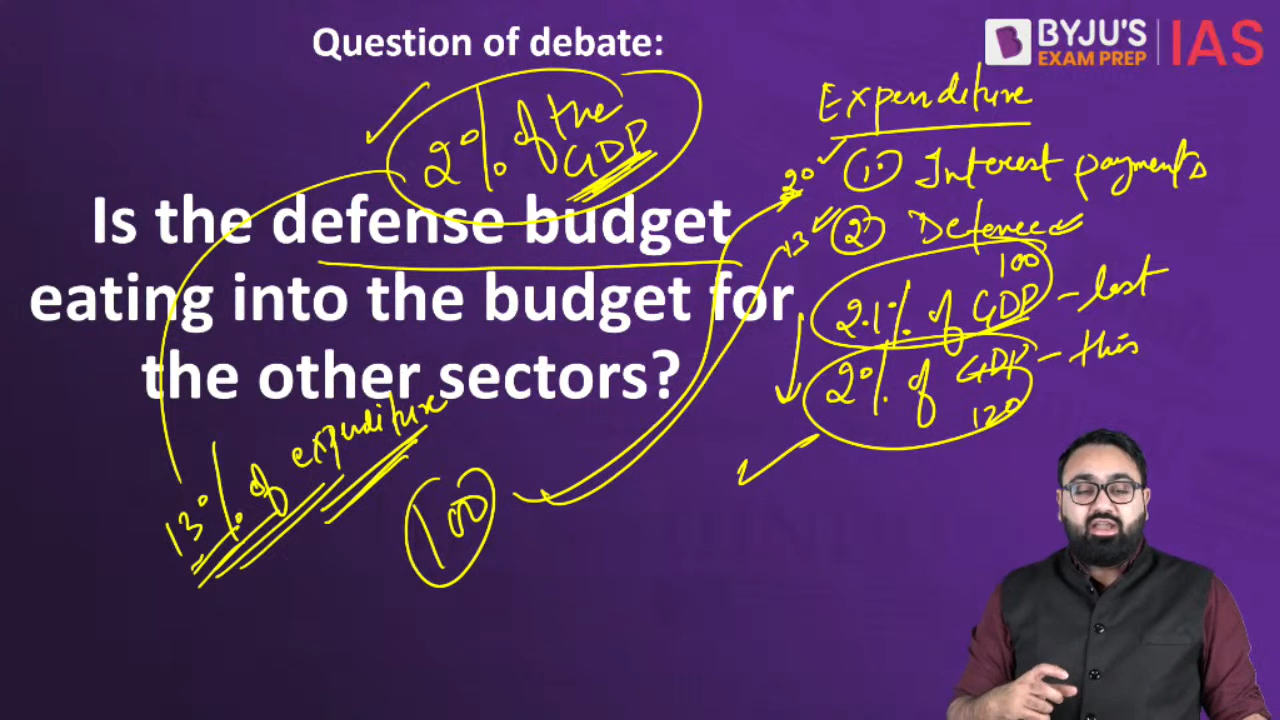 Question of debate:
BYJU'S
EXAM PREP
IAS
2% of the
GDP
Is the defense budget
eating into the budget for
the other sectors?
13% of expenditure
100
Expenditure
20 1. Interest payments
13 2. Defence
100
2.1% of GDP - last
2% of GDP - this
120